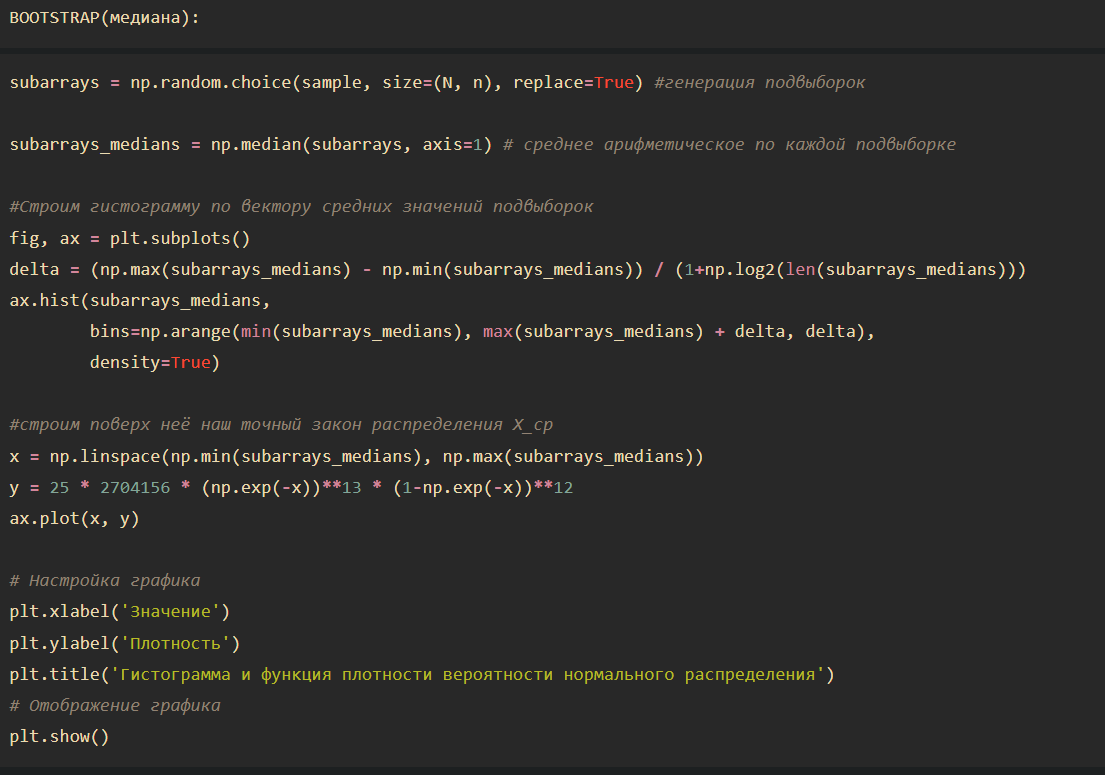 BOOTSTRAP(медиана):
subarrays = np.random.choice(sample, size=(N, n), replace=True) #генерация подвыборок
subarrays_medians = np.median(subarrays, axis=1) # среднее арифметическое по каждой подвыборке
#Строим гистограмму по вектору средних значений подвыборок
fig, ax = plt.subplots()
delta = (np.max(subarrays_medians) - np.min(subarrays_medians)) / (1+np.log2(len(subarrays_medians)))
ax.hist(subarrays_medians,
        bins=np.arange(min(subarrays_medians), max(subarrays_medians) + delta, delta),
        density=True)
#строим поверх неё наш точный закон распределения X_ср
x = np.linspace(np.min(subarrays_medians), np.max(subarrays_medians))
y = 25 * 2704156 * (np.exp(-x))**13 * (1-np.exp(-x))**12
ax.plot(x, y)
# Настройка графика
plt.xlabel('Значение')
plt.ylabel('Плотность')
plt.title('Гистограмма и функция плотности вероятности нормального распределения')
# Отображение графика
plt.show()